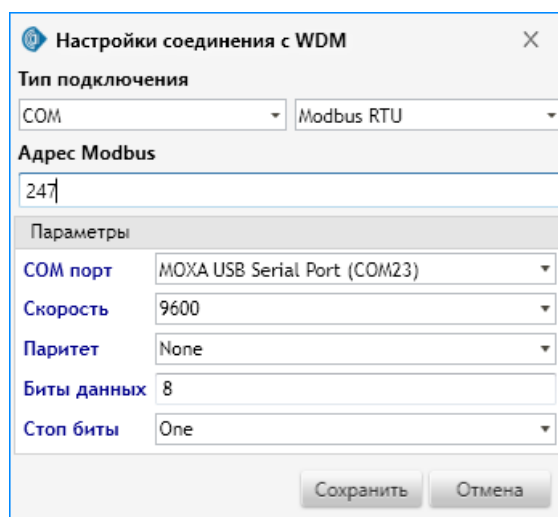 Настройки соединения с WDM
Тип подключения
COM Modbus RTU
Адрес Modbus
247
Параметры
COM порт MOXA USB Serial Port (COM23)
Скорость 9600
Паритет None
Биты данных 8
Стоп биты One
Сохранить Отмена